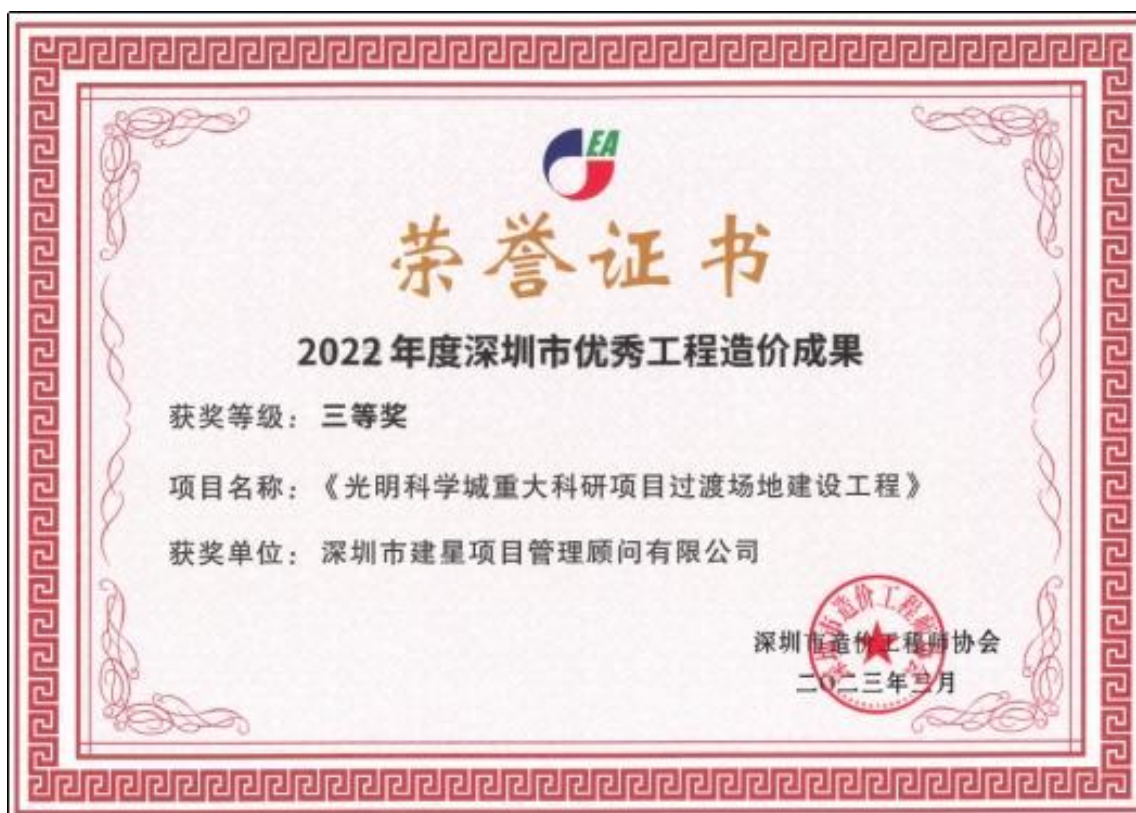 EA
荣誉证书
2022年度深圳市优秀工程造价成果
获奖等级：三等奖
项目名称：《光明科学城重大科研项目过渡场地建设工程》
获奖单位：深圳市建星项目管理顾问有限公司
深圳市造价工程师协会
二〇二三年三月